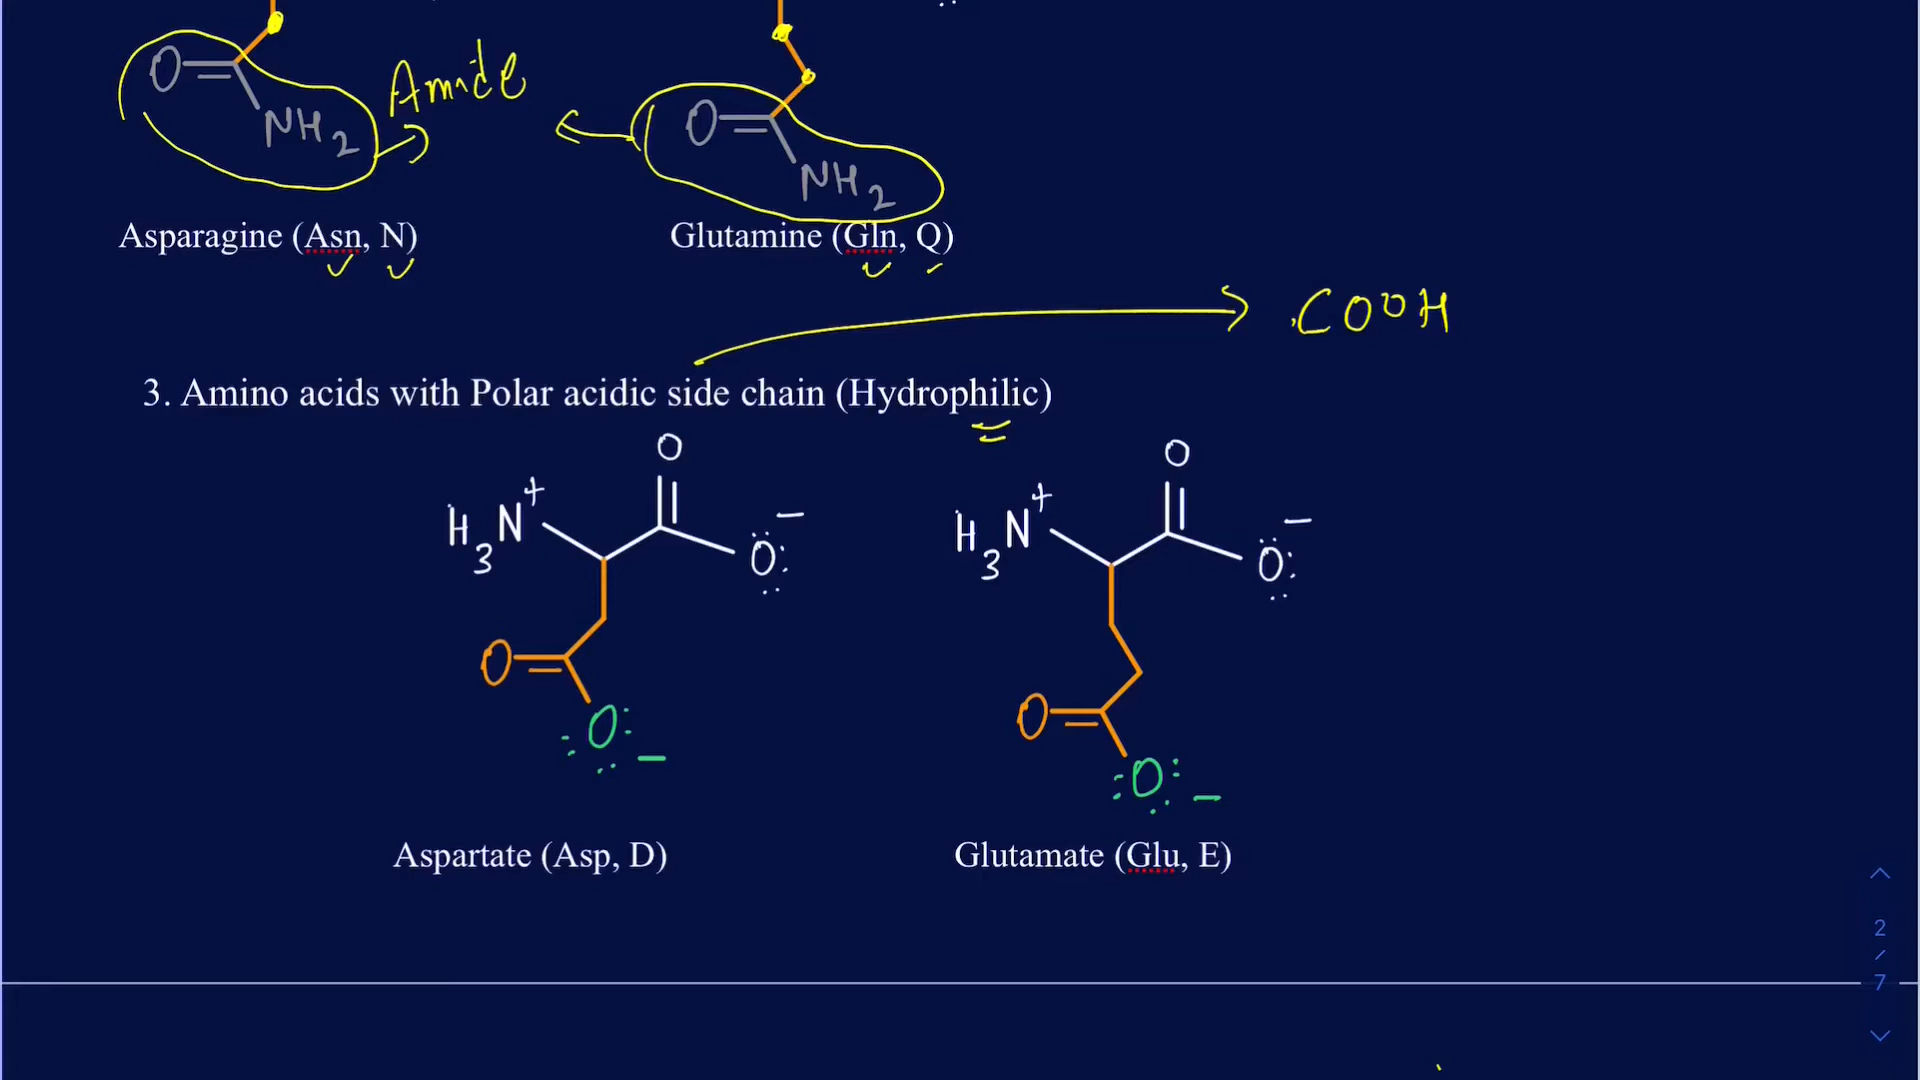 O
NH2
Amide
O
NH2
Asparagine (Asn, N)
Glutamine (Gln, Q)
COOH
3. Amino acids with Polar acidic side chain (Hydrophilic)
O
H3N+
O:
−
O
O:
−
O
H3N+
O:
−
O
O:
−
Aspartate (Asp, D)
Glutamate (Glu, E)
2
/
7